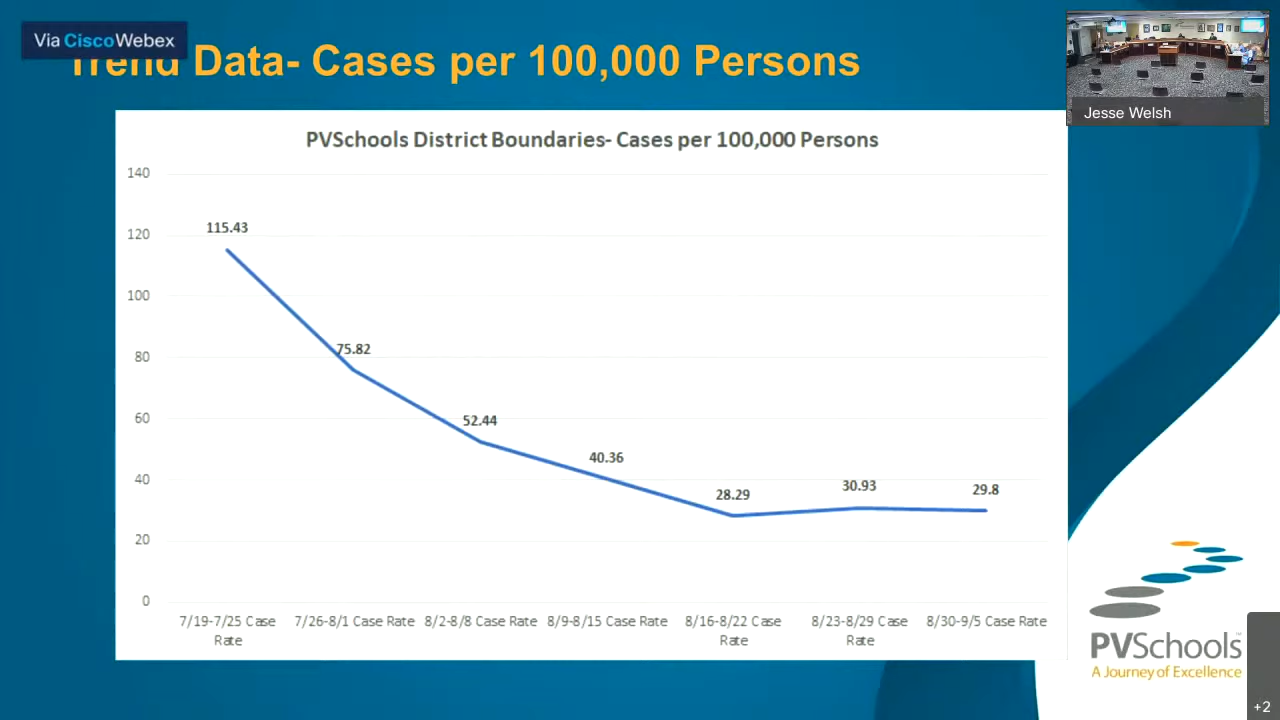 Via Cisco Webex
Trend Data- Cases per 100,000 Persons
Jesse Welsh
PVSchools District Boundaries- Cases per 100,000 Persons
140
120
100
80
60
40
20
0
115.43
75.82
52.44
40.36
28.29
30.93
29.8
7/19-7/25 Case
Rate
7/26-8/1 Case Rate
8/2-8/8 Case Rate
8/9-8/15 Case Rate
8/16-8/22 Case
Rate
8/23-8/29 Case
Rate
8/30-9/5 Case Rate
PVSchools
A Journey of Excellence
+2